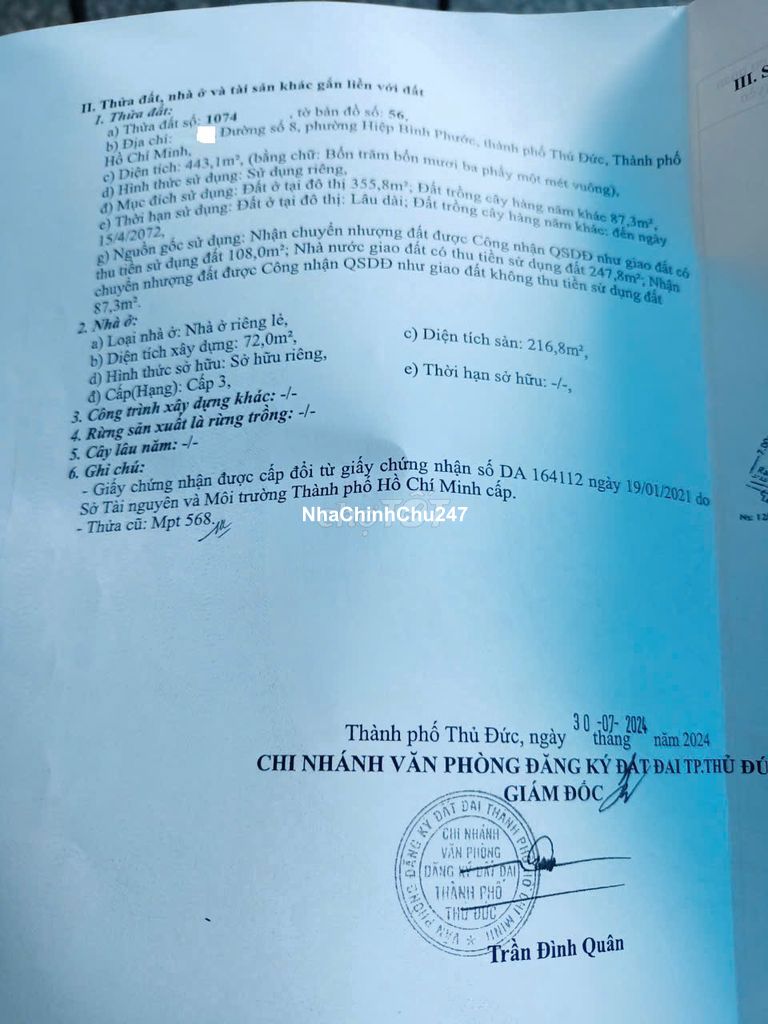 II. Thửa đất, nhà ở và tài sản khác gắn liền với đất
1. Thửa đất:
a) Thửa đất số: 1074 , tờ bản đồ số: 56,
b) Địa chỉ: Đường số 8, phường Hiệp Bình Phước, thành phố Thủ Đức, Thành phố
Hồ Chí Minh,
c) Diện tích: 443,1m², (bằng chữ: Bốn trăm bốn mươi ba phẩy một mét vuông),
d) Hình thức sử dụng: Sử dụng riêng,
đ) Mục đích sử dụng: Đất ở tại đô thị 355,8m²; Đất trồng cây hàng năm khác 87,3m²,
e) Thời hạn sử dụng: Đất ở tại đô thị: Lâu dài; Đất trồng cây hàng năm khác: đến ngày
15/4/2072,
g) Nguồn gốc sử dụng: Nhận chuyển nhượng đất được Công nhận QSDĐ như giao đất có
thu tiền sử dụng đất 108,0m²; Nhà nước giao đất có thu tiền sử dụng đất 247,8m²; Nhận
chuyển nhượng đất được Công nhận QSDĐ như giao đất không thu tiền sử dụng đất
87,3m².
2. Nhà ở:
a) Loại nhà ở: Nhà ở riêng lẻ,
b) Diện tích xây dựng: 72,0m², c) Diện tích sàn: 216,8m²,
d) Hình thức sở hữu: Sở hữu riêng,
đ) Cấp(Hạng): Cấp 3, e) Thời hạn sở hữu: -/-,
3. Công trình xây dựng khác: -/-
4. Rừng sản xuất là rừng trồng: -/-
5. Cây lâu năm: -/-
6. Ghi chú:
- Giấy chứng nhận được cấp đổi từ giấy chứng nhận số DA 164112 ngày 19/01/2021 do
Sở Tài nguyên và Môi trường Thành phố Hồ Chí Minh cấp.
- Thửa cũ: Mpt 568
NhaChinhChu247
Thành phố Thủ Đức, ngày 30 -07- 2024 tháng năm 2024
CHI NHÁNH VĂN PHÒNG ĐĂNG KÝ ĐẤT ĐAI TP.THỦ ĐỨ
GIÁM ĐỐC
VĂN PHÒNG ĐĂNG KÝ ĐẤT ĐAI THÀNH PHỐ HỒ CHÍ MINH
CHI NHÁNH
VĂN PHÒNG
ĐĂNG KÝ ĐẤT ĐAI
THÀNH PHỐ
THỦ ĐỨC
Trần Đình Quân
III. S